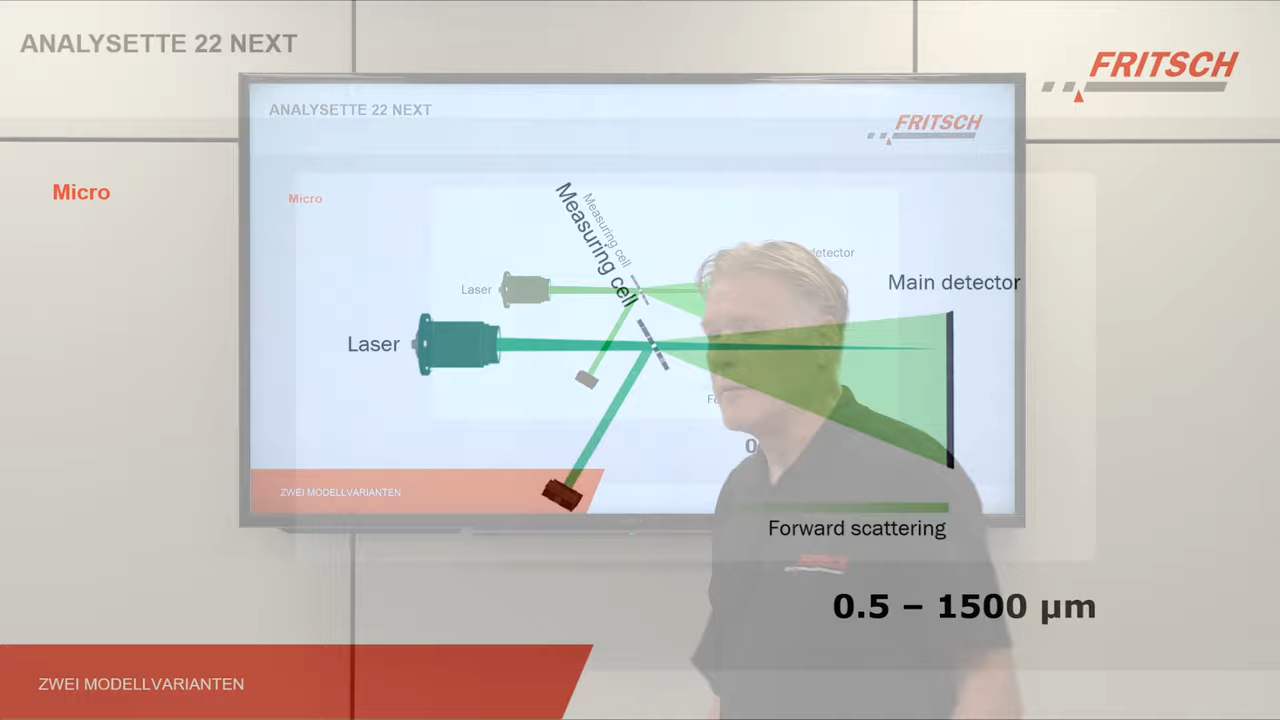 ANALYSETTE 22 NEXT
FRITSCH
ANALYSETTE 22 NEXT
FRITSCH
Micro
Micro
Measuring cell
Measuring cell
detector
Main detector
Laser
Laser
ZWEI MODELLVARIANTEN
Forward scattering
0.5 – 1500 µm
ZWEI MODELLVARIANTEN